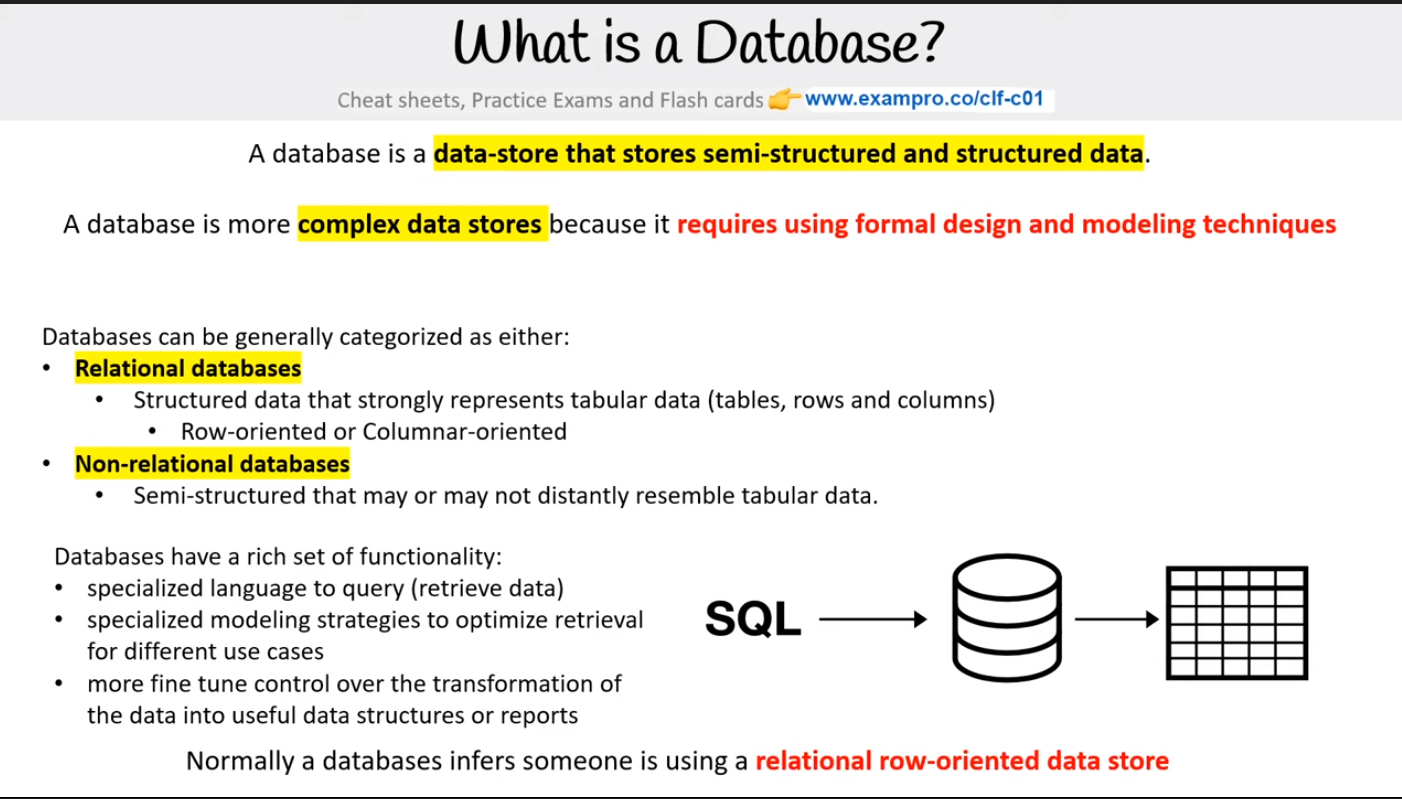 What is a Database?
Cheat sheets, Practice Exams and Flash cards 👉 www.exampro.co/clf-c01
A database is a data-store that stores semi-structured and structured data.
A database is more complex data stores because it requires using formal design and modeling techniques
Databases can be generally categorized as either:
• Relational databases
• Structured data that strongly represents tabular data (tables, rows and columns)
• Row-oriented or Columnar-oriented
• Non-relational databases
• Semi-structured that may or may not distantly resemble tabular data.
Databases have a rich set of functionality:
• specialized language to query (retrieve data)
• specialized modeling strategies to optimize retrieval
for different use cases
• more fine tune control over the transformation of
the data into useful data structures or reports
SQL
Normally a databases infers someone is using a relational row-oriented data store